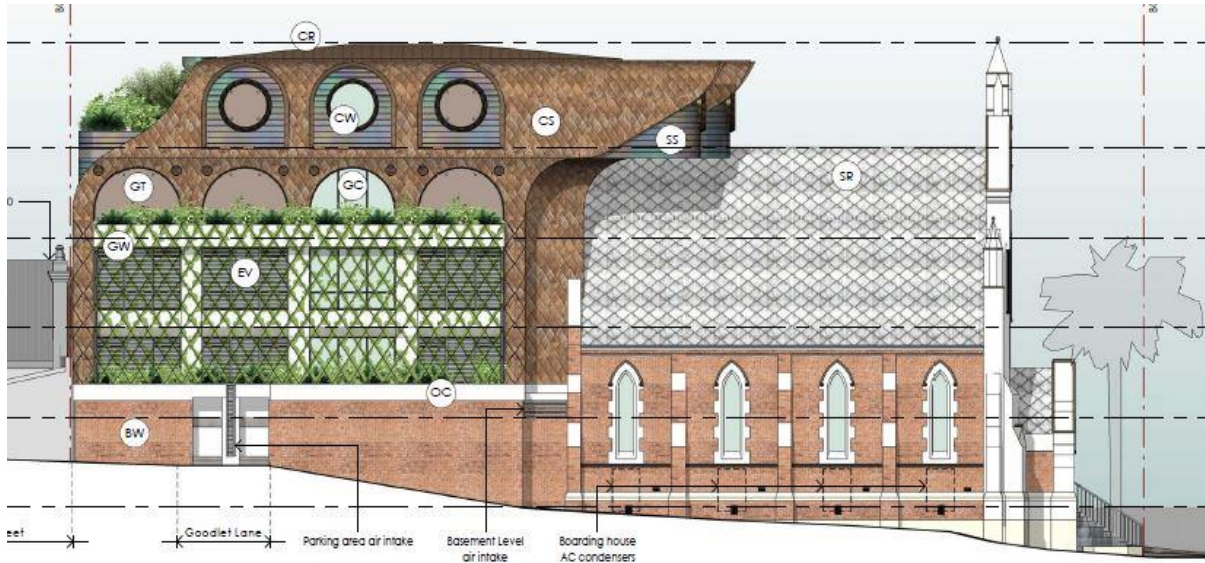 CR
CW
CS
SS
SR
GT
GC
GW
EV
OC
BW
eet
Goodlet Lane
Parking area air intake
Basement Level
air intake
Boarding house
AC condensers